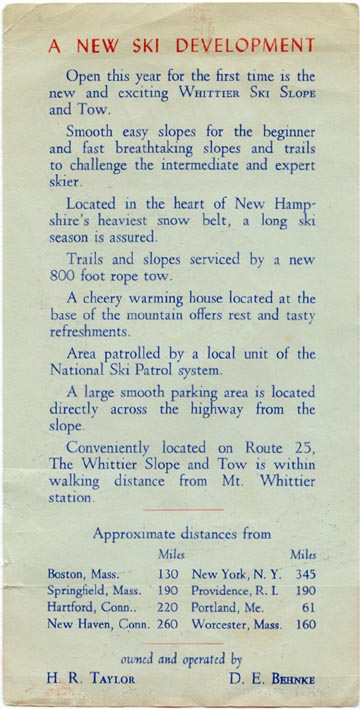 A NEW SKI DEVELOPMENT
Open this year for the first time is the
new and exciting WHITTIER SKI SLOPE
and Tow.
Smooth easy slopes for the beginner
and fast breathtaking slopes and trails
to challenge the intermediate and expert
skier.
Located in the heart of New Hamp-
shire's heaviest snow belt, a long ski
season is assured.
Trails and slopes serviced by a new
800 foot rope tow.
A cheery warming house located at the
base of the mountain offers rest and tasty
refreshments.
Area patrolled by a local unit of the
National Ski Patrol system.
A large smooth parking area is located
directly across the highway from the
slope.
Conveniently located on Route 25,
The Whittier Slope and Tow is within
walking distance from Mt. Whittier
station.
Approximate distances from
Miles Miles
Boston, Mass. 130 New York, N. Y. 345
Springfield, Mass. 190 Providence, R. I. 190
Hartford, Conn.. 220 Portland, Me. 61
New Haven, Conn. 260 Worcester, Mass. 160
owned and operated by
H. R. TAYLOR D. E. BEHNKE